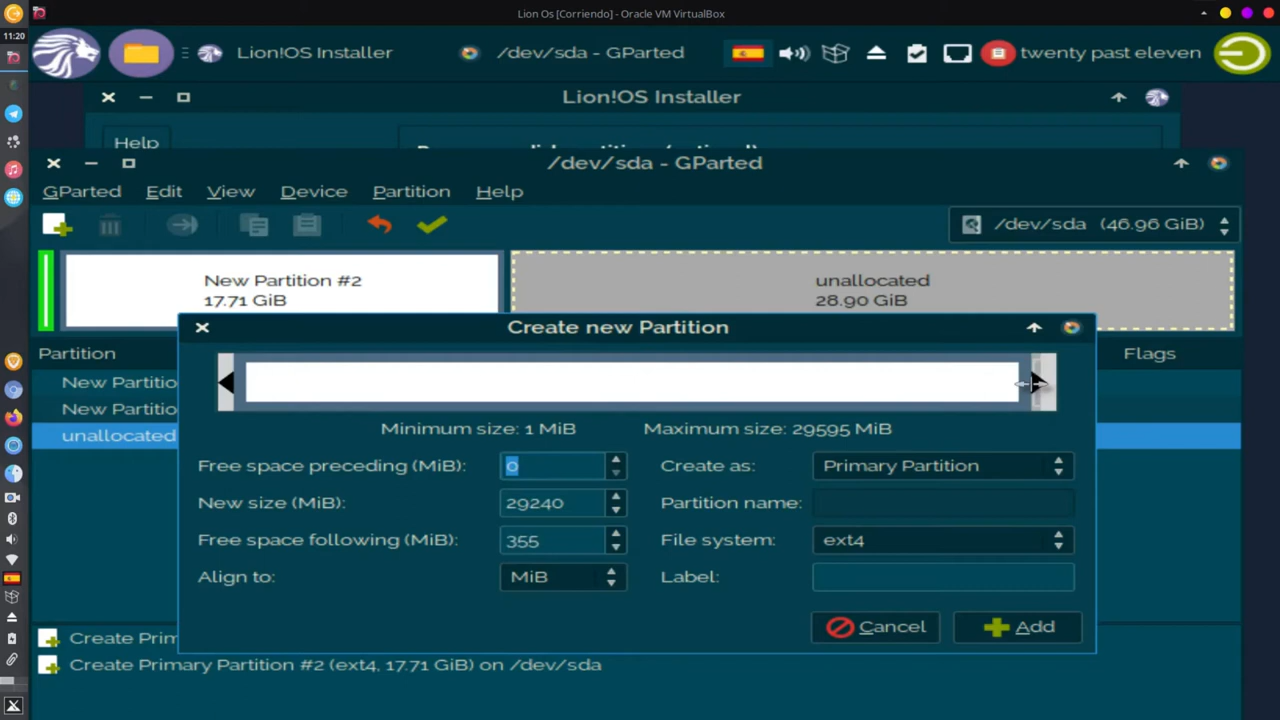 Lion Os [Corriendo] - Oracle VM VirtualBox
11:20
Lion!OS Installer
/dev/sda - GParted
twenty past eleven
Lion!OS Installer
Help
/dev/sda - GParted
GParted Edit View Device Partition Help
/dev/sda (46.96 GiB)
New Partition #2
17.71 GiB
unallocated
28.90 GiB
Create new Partition
Partition
Flags
New Partitio
New Partitio
unallocated
Minimum size: 1 MiB
Maximum size: 29595 MiB
Free space preceding (MiB): 0
Create as: Primary Partition
New size (MiB): 29240
Partition name:
Free space following (MiB): 355
File system: ext4
Align to: MiB
Label:
Cancel
Add
Create Prim
Create Primary Partition #2 (ext4, 17.71 GiB) on /dev/sda